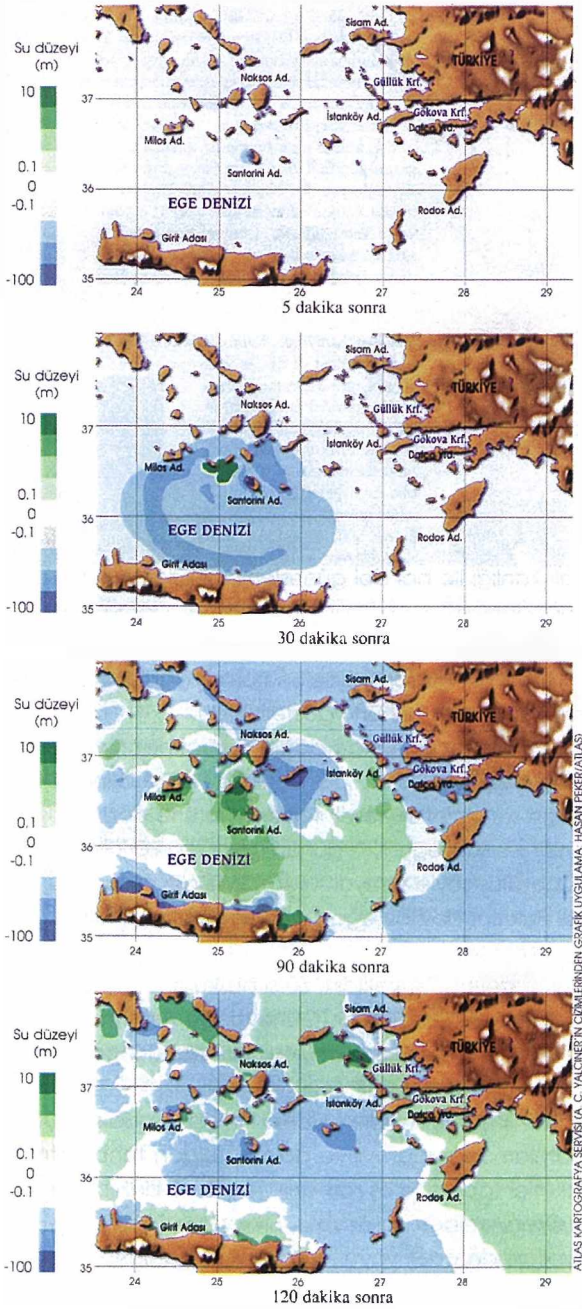 Su düzeyi
(m)
10
0.1
0
-0.1
-100
37
36
35
24
25
26
27
28
29
Sisam Ad.
TÜRKİYE
Naksos Ad.
Güllük Krf.
Gökova Krf.
İstanköy Ad.
Datça Yrd.
Milos Ad.
Santorini Ad.
Rodos Ad.
EGE DENİZİ
Girit Adası
5 dakika sonra
Su düzeyi
(m)
10
0.1
0
-0.1
-100
37
36
35
24
25
26
27
28
29
Sisam Ad.
TÜRKİYE
Naksos Ad.
Güllük Krf.
Gökova Krf.
İstanköy Ad.
Datça Yrd.
Milos Ad.
Santorini Ad.
Rodos Ad.
EGE DENİZİ
Girit Adası
30 dakika sonra
Su düzeyi
(m)
10
0.1
0
-0.1
-100
37
36
35
24
25
26
27
28
29
Sisam Ad.
TÜRKİYE
Naksos Ad.
Güllük Krf.
Gökova Krf.
İstanköy Ad.
Datça Yrd.
Milos Ad.
Santorini Ad.
Rodos Ad.
EGE DENİZİ
Girit Adası
90 dakika sonra
Su düzeyi
(m)
10
0.1
0
-0.1
-100
37
36
35
24
25
26
27
28
29
Sisam Ad.
TÜRKİYE
Naksos Ad.
Güllük Krf.
Gökova Krf.
İstanköy Ad.
Datça Yrd.
Milos Ad.
Santorini Ad.
Rodos Ad.
EGE DENİZİ
Girit Adası
120 dakika sonra
ATLAS KARTOGRAFYA SERVİSİ (A. C. YALÇINER'İN ÇİZİMLERİNDEN GRAFİK UYGULAMA, HASAN PEKER/ATLAS)